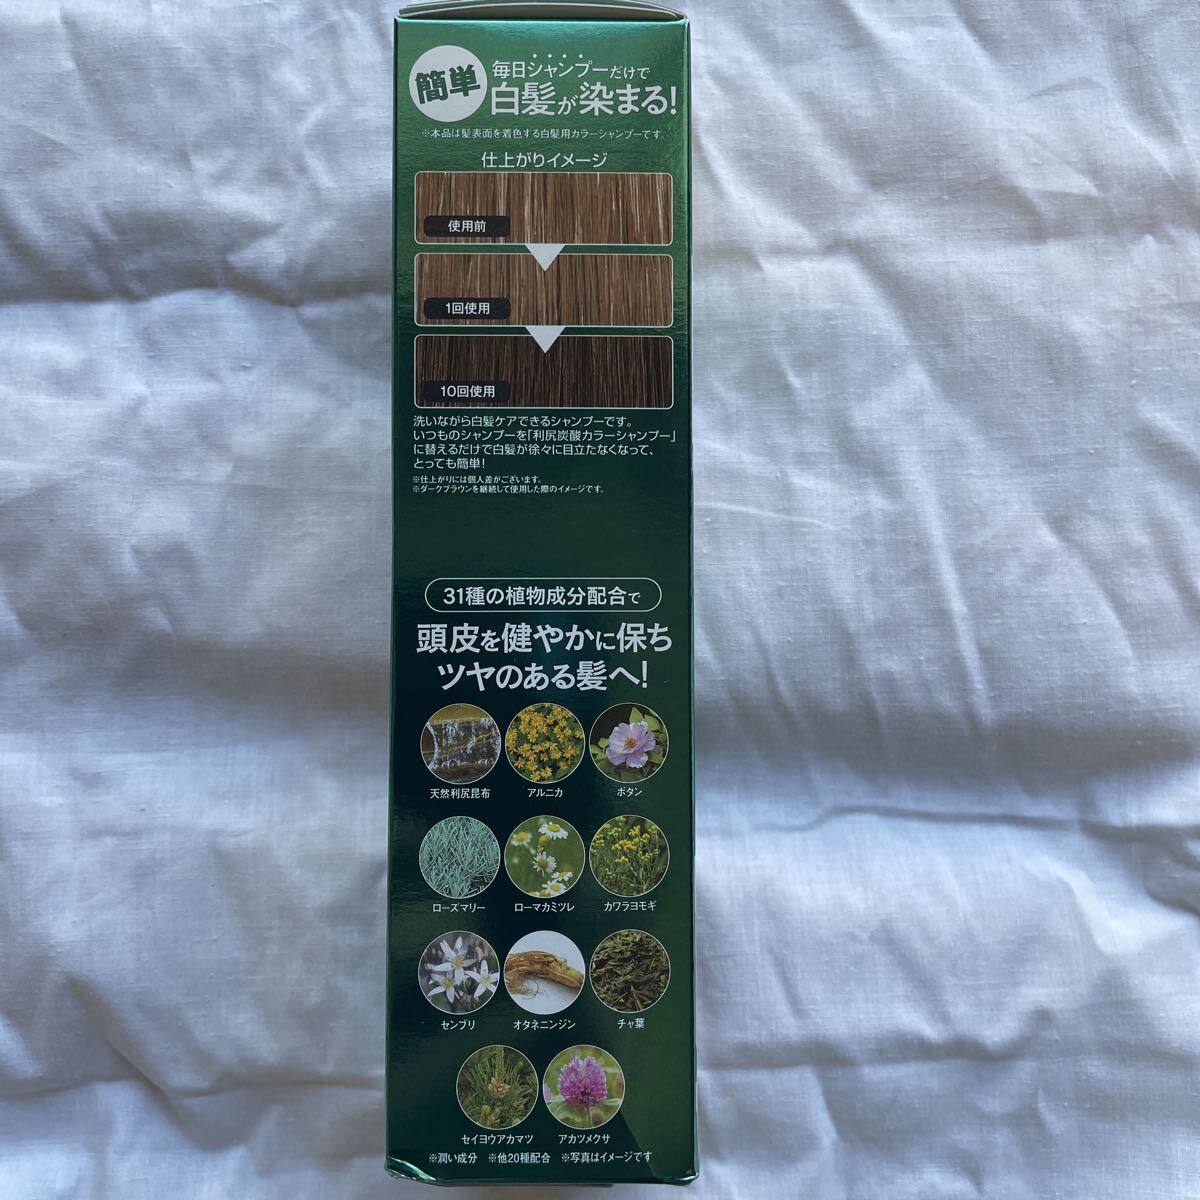 簡単
毎日シャンプーだけで
白髪が染まる!
※本品は髪表面を着色する白髪用カラーシャンプーです。
仕上がりイメージ
使用前
1回使用
10回使用
洗いながら白髪ケアできるシャンプーです。
いつものシャンプーを「利尻炭酸カラーシャンプー」
に替えるだけで白髪が徐々に目立たなくなって、
とっても簡単!
※仕上がりには個人差がございます。
※ダークブラウンを継続して使用した際のイメージです。
31種の植物成分配合で
頭皮を健やかに保ち
ツヤのある髪へ!
天然利尻昆布 アルニカ ボタン
ローズマリー ローマカミツレ カワラヨモギ
センブリ オタネニンジン チャ葉
セイヨウアカマツ アカツメクサ
※潤い成分 ※他20種配合 ※写真はイメージです